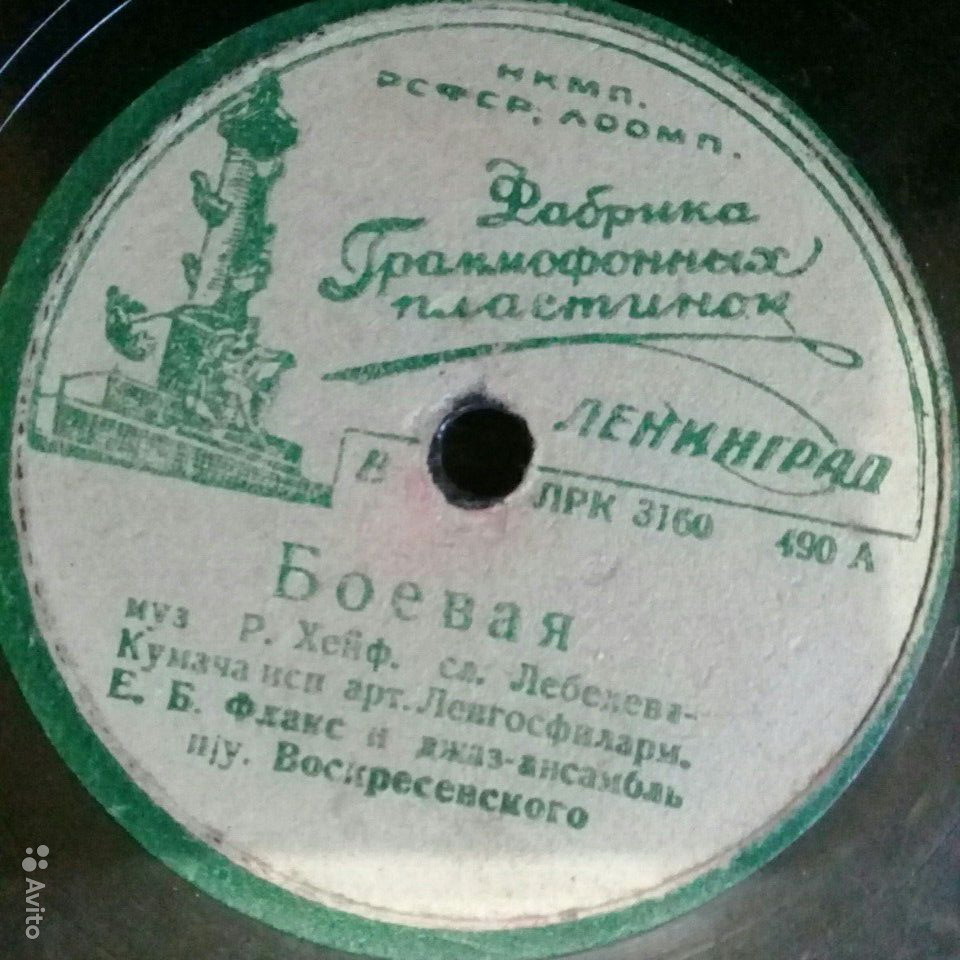 НКМП.
РСФСР, ЛООМП.
Фабрика
Граммофонных
пластинок
ЛЕНИНГРАД
В
ЛРК 3160 490 А
Боевая
муз Р. Хейф. сл. Лебедева-
Кумача исп арт. Ленгосфиларм.
Е. Б. Флакс и джаз-ансамбль
п/у. Воскресенского
Avito